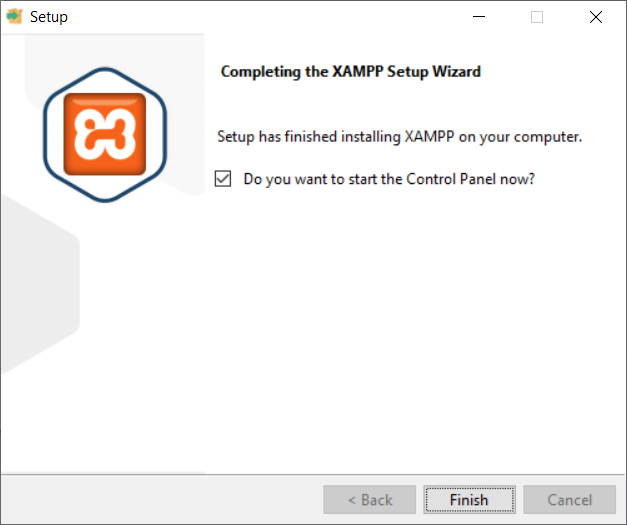 Setup
Completing the XAMPP Setup Wizard
Setup has finished installing XAMPP on your computer.
Do you want to start the Control Panel now?
< Back
Finish
Cancel